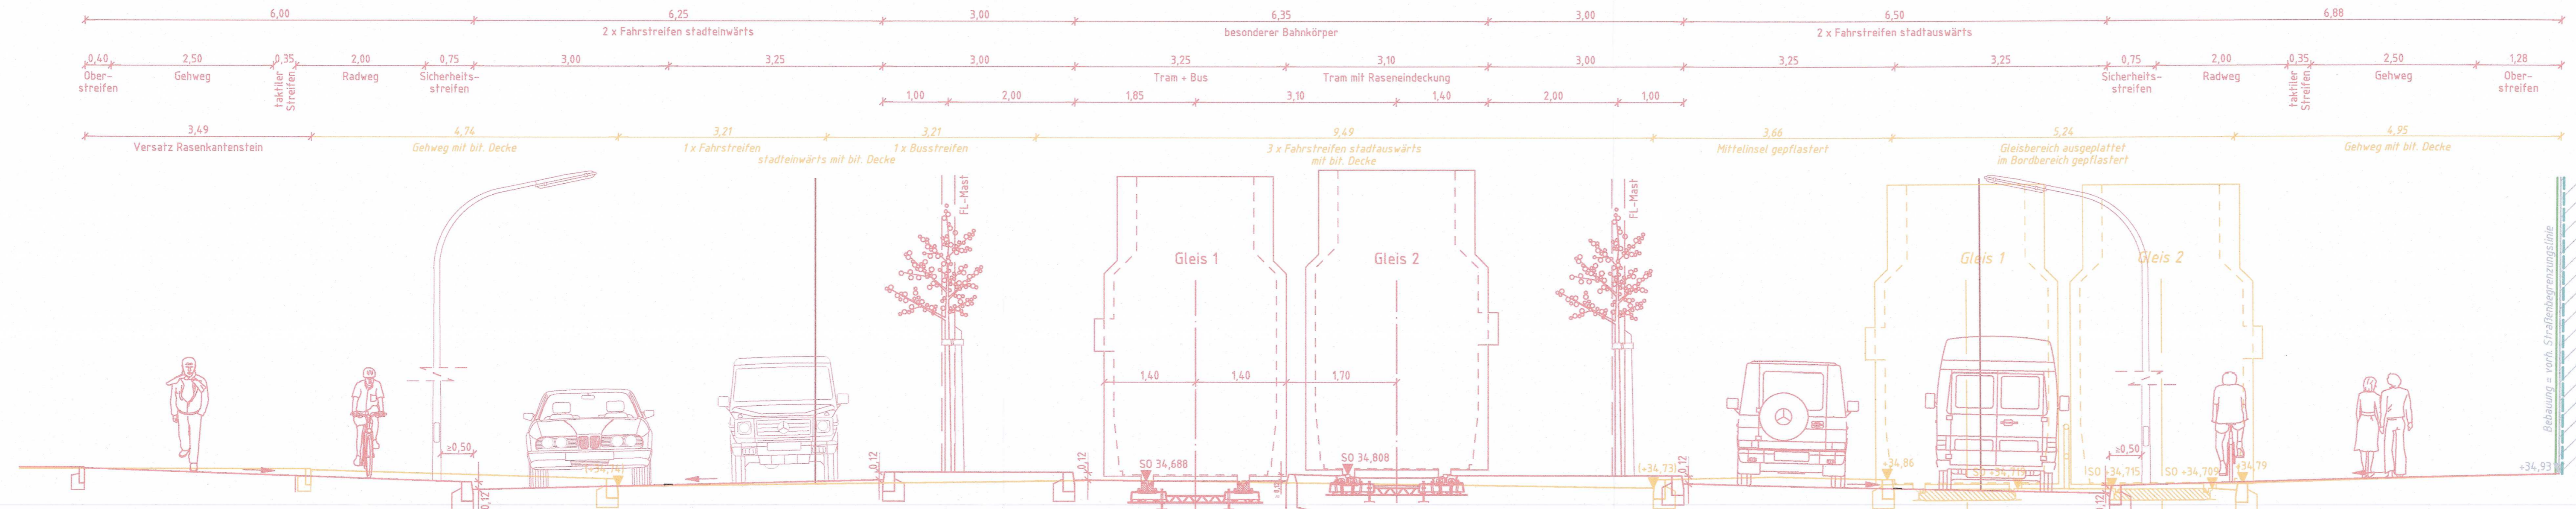 6,00 6,25 3,00 6,35 3,00 6,50 6,88
2 x Fahrstreifen stadteinwärts besonderer Bahnkörper 2 x Fahrstreifen stadtauswärts
0,40 2,50 0,35 2,00 0,75 3,00 3,25 3,00 3,25 3,10 3,00 3,25 3,25 0,75 2,00 0,35 2,50 1,28
Ober-
streifen
Gehweg
taktiler
Streifen
Radweg
Sicherheits-
streifen
Tram + Bus
Tram mit Raseneindeckung
Sicherheits-
streifen
Radweg
taktiler
Streifen
Gehweg
Ober-
streifen
1,00 2,00 1,85 3,10 1,40 2,00 1,00
3,49 4,74 3,21 3,21 9,49 3,66 5,24 4,95
Versatz Rasenkantenstein
Gehweg mit bit. Decke
1 x Fahrstreifen
1 x Busstreifen
stadteinwärts mit bit. Decke
3 x Fahrstreifen stadtauswärts
mit bit. Decke
Mittelinsel gepflastert
Gleisbereich ausgeplattet
im Bordbereich gepflastert
Gehweg mit bit. Decke
FL-Mast
FL-Mast
Gleis 1
Gleis 2
Gleis 1
Gleis 2
Bebauung = vorh. Straßenbegrenzungslinie
1,40 1,40 1,70
≥0,50
≥0,50
0,12
(+34,74)
0,12
0,12
SO 34,688
SO 34,808
(+34,73)
0,12
+34,86
SO +34,715
SO +34,715
SO +34,709
+34,79
0,12
+34,93